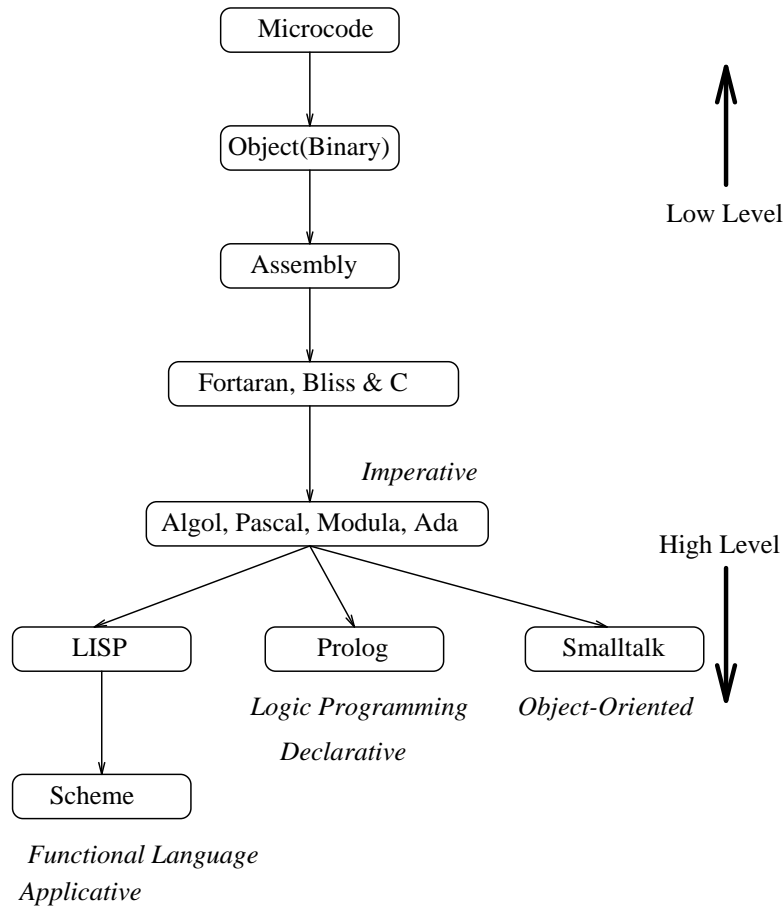 Microcode
Object(Binary)
Low Level
Assembly
Fortaran, Bliss & C
Imperative
Algol, Pascal, Modula, Ada
High Level
LISP
Prolog
Smalltalk
Logic Programming
Object-Oriented
Declarative
Scheme
Functional Language
Applicative